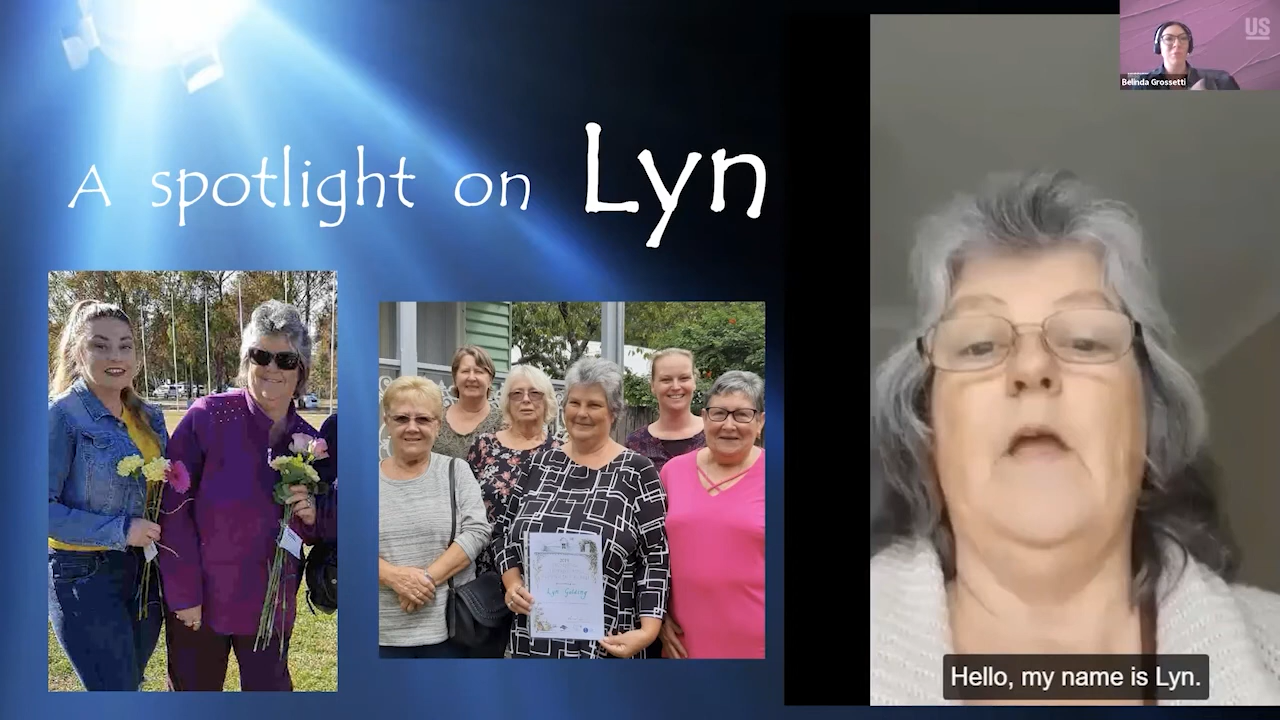 US
Belinda Grossetti
A spotlight on Lyn
Hello, my name is Lyn.